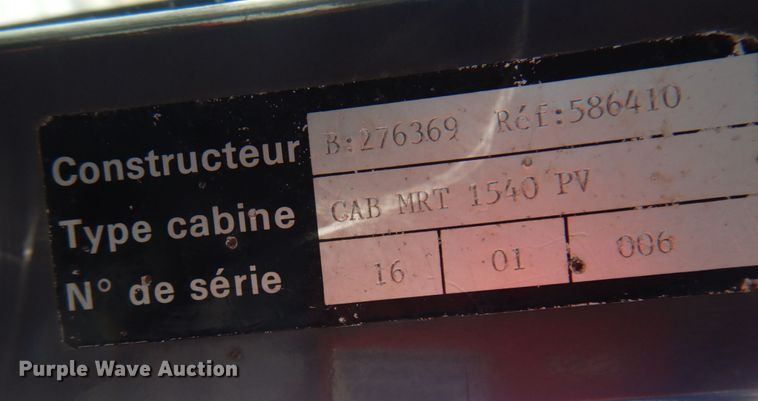 Constructeur B:276369 Réf:586410
Type cabine CAB MRT 1540 PV
N° de série 16 01 006
Purple Wave Auction